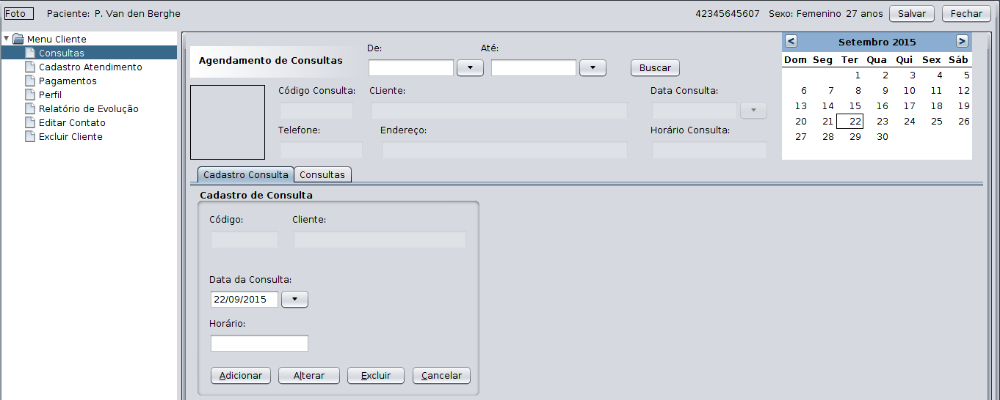 Foto Paciente: P. Van den Berghe 42345645607 Sexo: Femenino 27 anos Salvar Fechar
Menu Cliente
Consultas
Cadastro Atendimento
Pagamentos
Perfil
Relatório de Evolução
Editar Contato
Excluir Cliente
Agendamento de Consultas
De: Até:
Buscar
Código Consulta: CLiente: Data Consulta:
Telefone: Endereço: Horário Consulta:
< Setembro 2015 >
Dom Seg Ter Qua Qui Sex Sáb
1 2 3 4 5
6 7 8 9 10 11 12
13 14 15 16 17 18 19
20 21 22 23 24 25 26
27 28 29 30
Cadastro Consulta Consultas
Cadastro de Consulta
Código: Cliente:
Data da Consulta:
22/09/2015
Horário:
Adicionar Alterar Excluir Cancelar